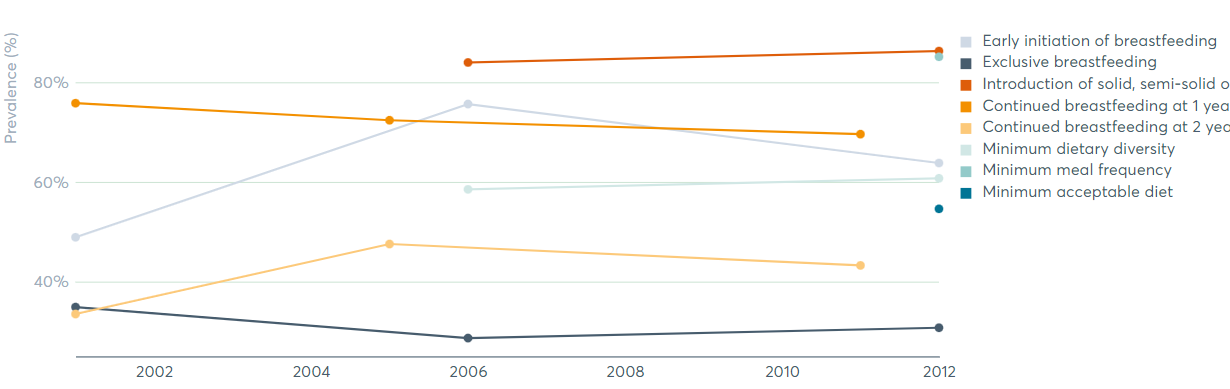 Prevalence (%)
80%
60%
40%
2002 2004 2006 2008 2010 2012
Early initiation of breastfeeding
Exclusive breastfeeding
Introduction of solid, semi-solid o
Continued breastfeeding at 1 yea
Continued breastfeeding at 2 yea
Minimum dietary diversity
Minimum meal frequency
Minimum acceptable diet